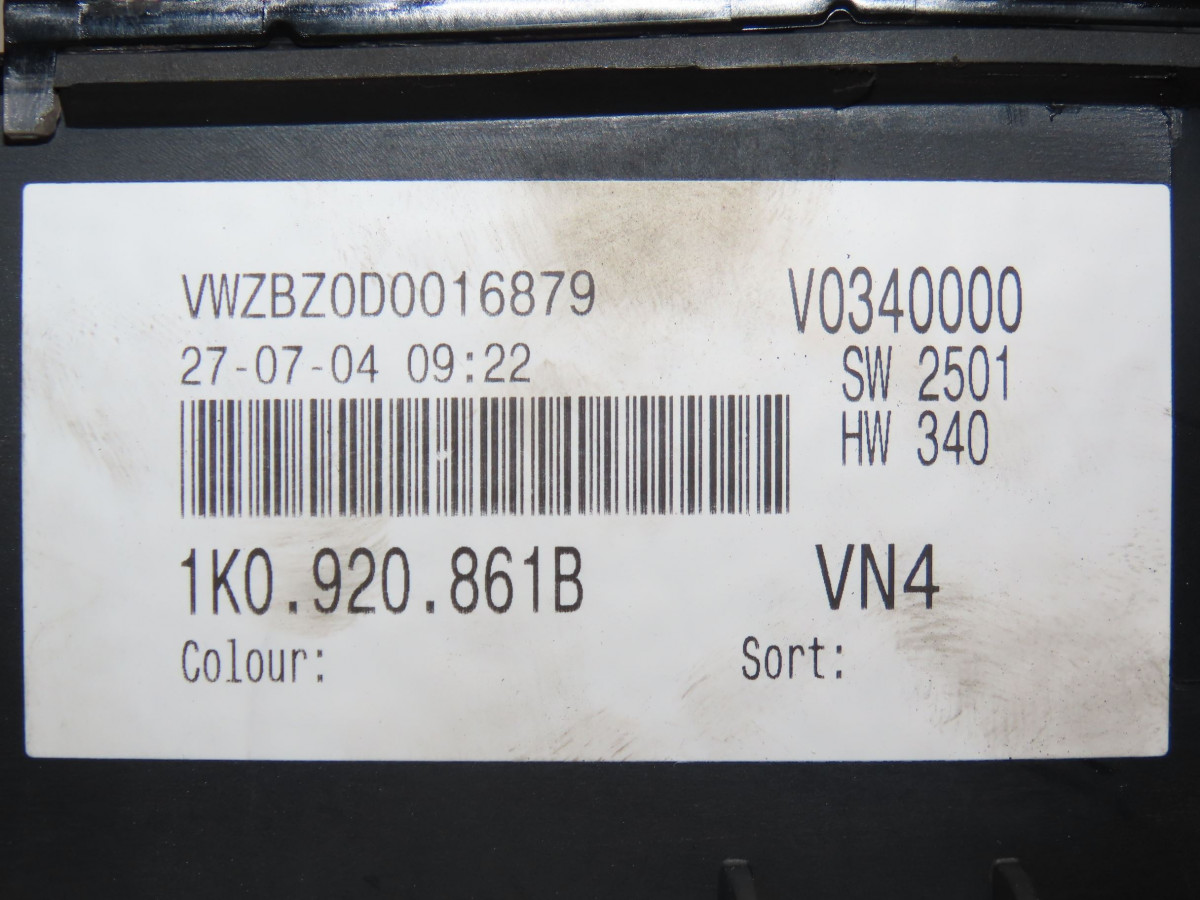 VWZBZ0D0016879 V0340000
27-07-04 09:22 SW 2501
HW 340
1K0.920.861B VN4
Colour: Sort: